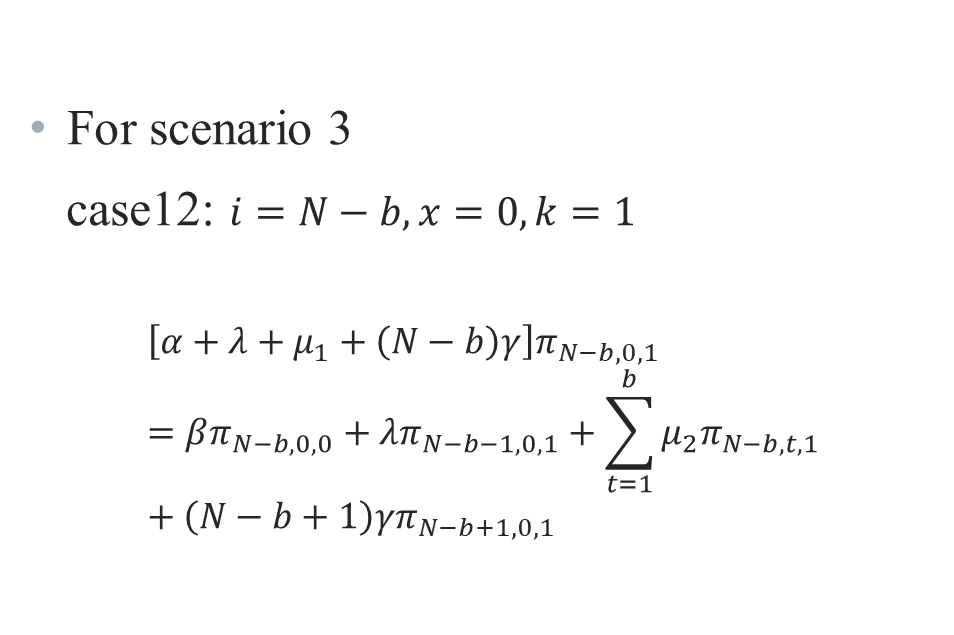 • For scenario 3
case12: 𝑖 = 𝑁 − 𝑏, 𝑥 = 0, 𝑘 = 1
[𝛼 + 𝜆 + 𝜇₁ + (𝑁 − 𝑏)𝛾]𝜋_{𝑁−𝑏,0,1}
= 𝛽𝜋_{𝑁−𝑏,0,0} + 𝜆𝜋_{𝑁−𝑏−1,0,1} + ∑_{𝑡=1}^{𝑏} 𝜇₂𝜋_{𝑁−𝑏,𝑡,1}
+ (𝑁 − 𝑏 + 1)𝛾𝜋_{𝑁−𝑏+1,0,1}